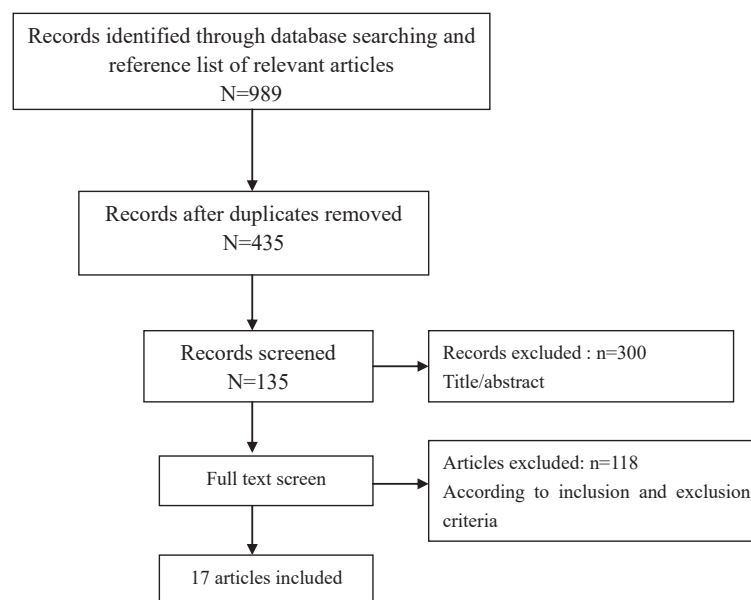 Records identified through database searching and
reference list of relevant articles
N=989
Records after duplicates removed
N=435
Records screened
N=135
Records excluded : n=300
Title/abstract
Full text screen
Articles excluded: n=118
According to inclusion and exclusion
criteria
17 articles included